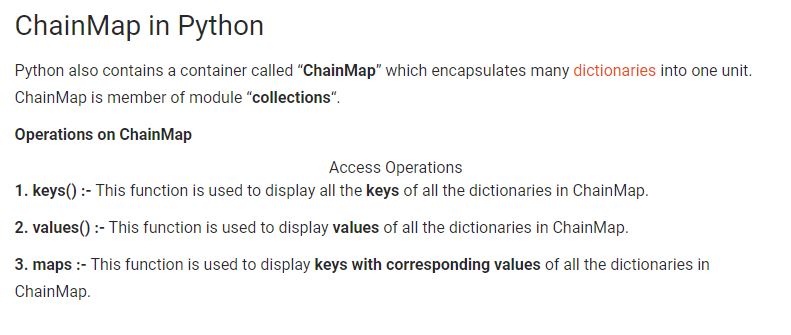 ChainMap in Python
Python also contains a container called “ChainMap” which encapsulates many dictionaries into one unit.
ChainMap is member of module “collections“.
Operations on ChainMap
Access Operations
1. keys() :- This function is used to display all the keys of all the dictionaries in ChainMap.
2. values() :- This function is used to display values of all the dictionaries in ChainMap.
3. maps :- This function is used to display keys with corresponding values of all the dictionaries in
ChainMap.